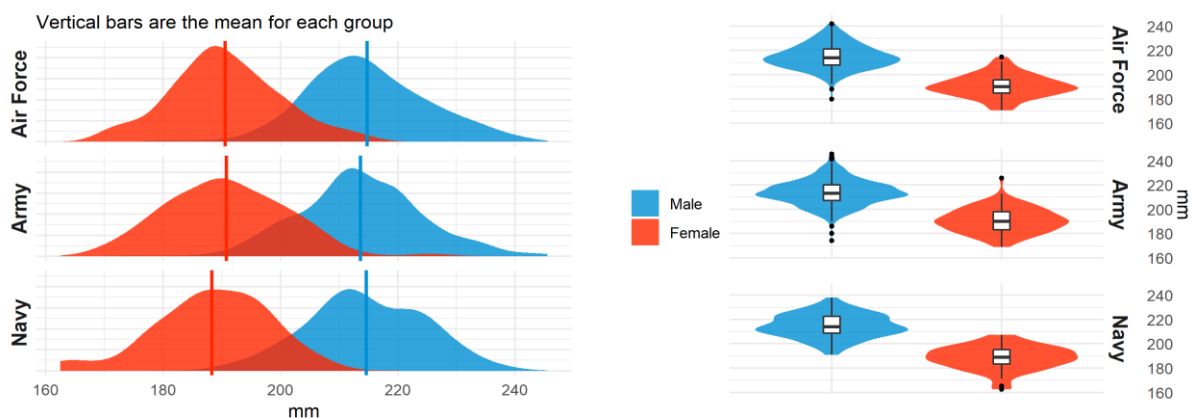 Vertical bars are the mean for each group
Air Force
Army
Navy
160 180 200 220 240
mm
Male
Female
Air Force
240
220
200
180
160
Army
240
220
200
180
160
mm
Navy
240
220
200
180
160